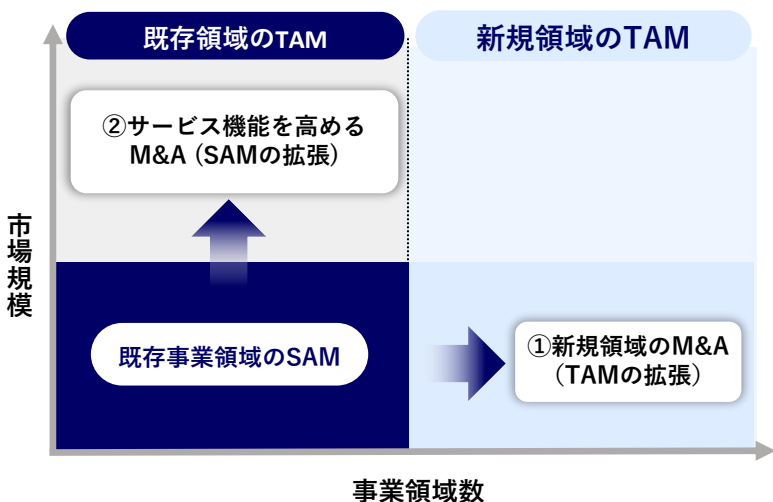 既存領域のTAM
新規領域のTAM
②サービス機能を高める
M&A (SAMの拡張)
市場規模
既存事業領域のSAM
①新規領域のM&A
（TAMの拡張）
事業領域数